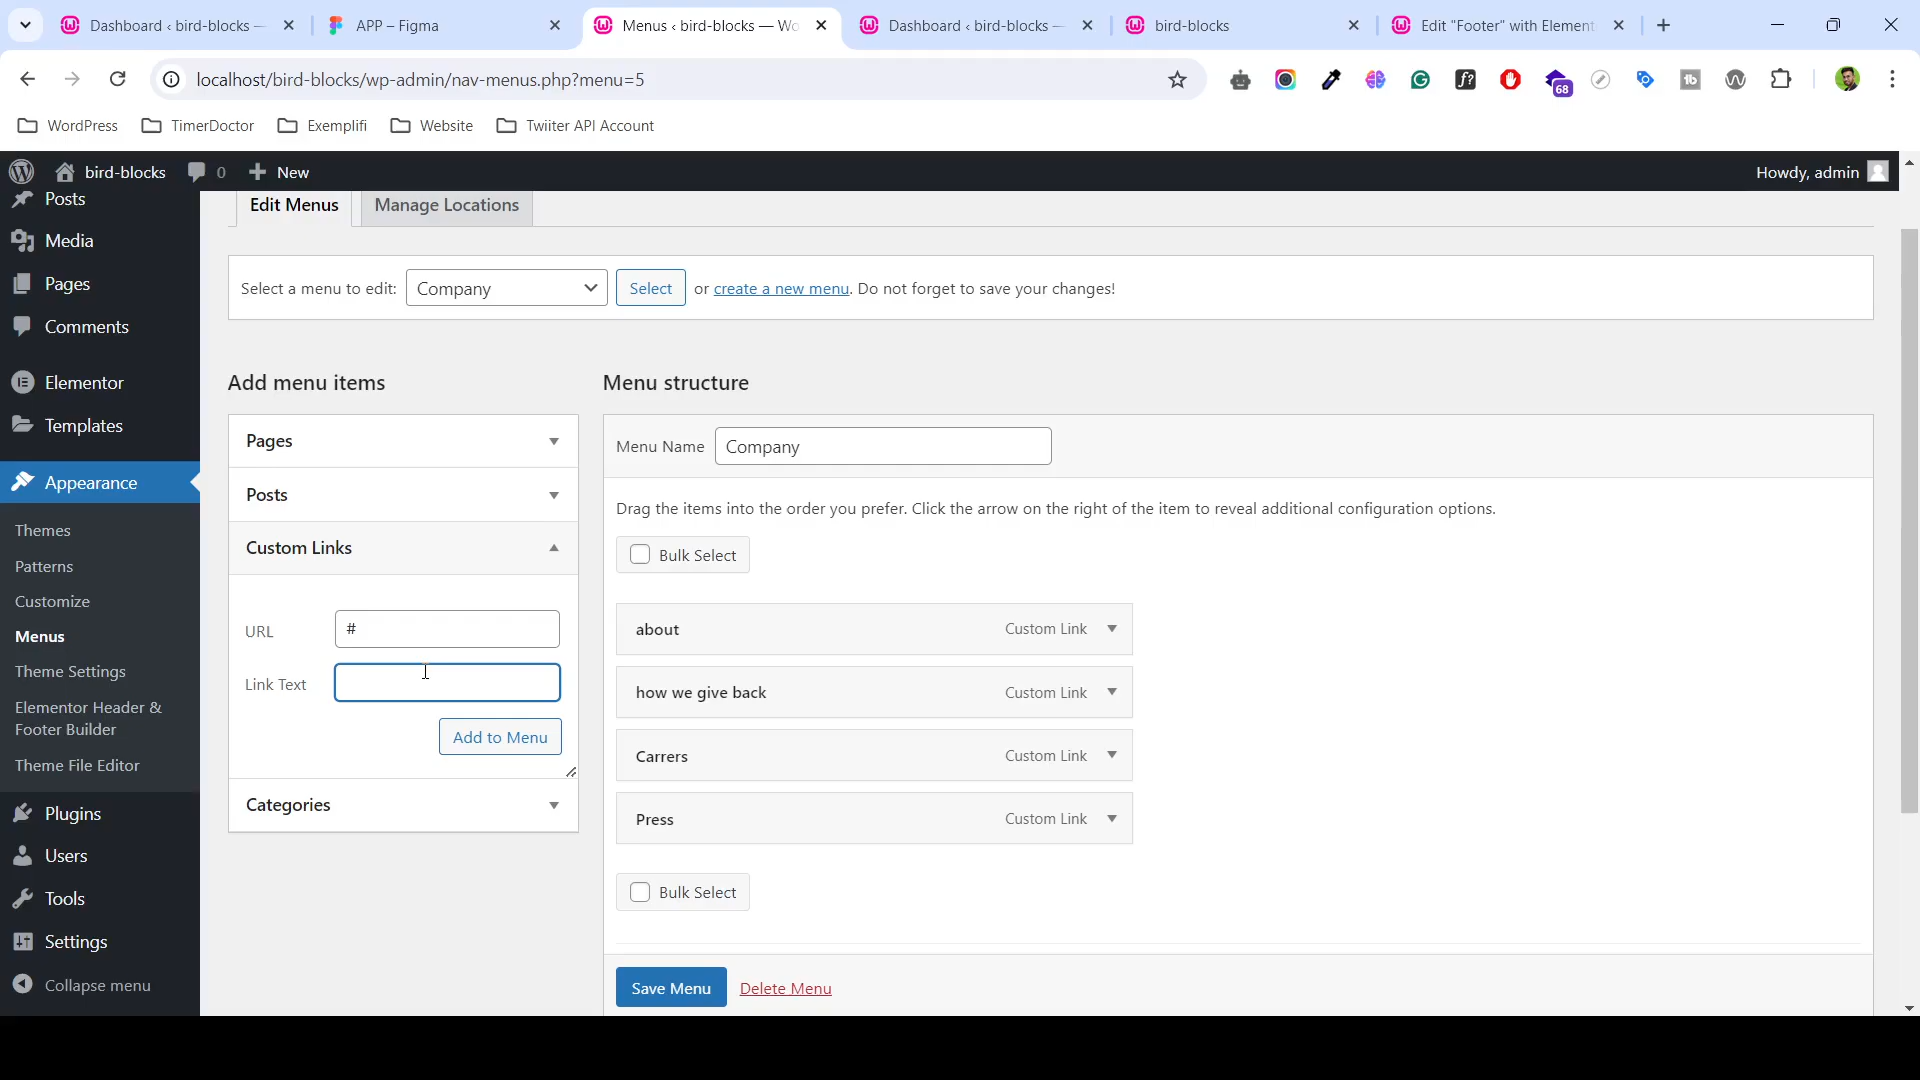 Dashboard ‹ bird-blocks —
APP – Figma
Menus ‹ bird-blocks — Wo
Dashboard ‹ bird-blocks —
bird-blocks
Edit "Footer" with Element
localhost/bird-blocks/wp-admin/nav-menus.php?menu=5
68
WordPress
TimerDoctor
Exemplifi
Website
Twiiter API Account
bird-blocks
0
New
Howdy, admin
Posts
Media
Pages
Comments
Elementor
Templates
Appearance
Themes
Patterns
Customize
Menus
Theme Settings
Elementor Header &
Footer Builder
Theme File Editor
Plugins
Users
Tools
Settings
Collapse menu
Edit Menus
Manage Locations
Select a menu to edit: Company Select or create a new menu. Do not forget to save your changes!
Add menu items
Pages
Posts
Custom Links
URL #
Link Text
Add to Menu
Categories
Menu structure
Menu Name Company
Drag the items into the order you prefer. Click the arrow on the right of the item to reveal additional configuration options.
Bulk Select
about Custom Link
how we give back Custom Link
Carrers Custom Link
Press Custom Link
Bulk Select
Save Menu Delete Menu